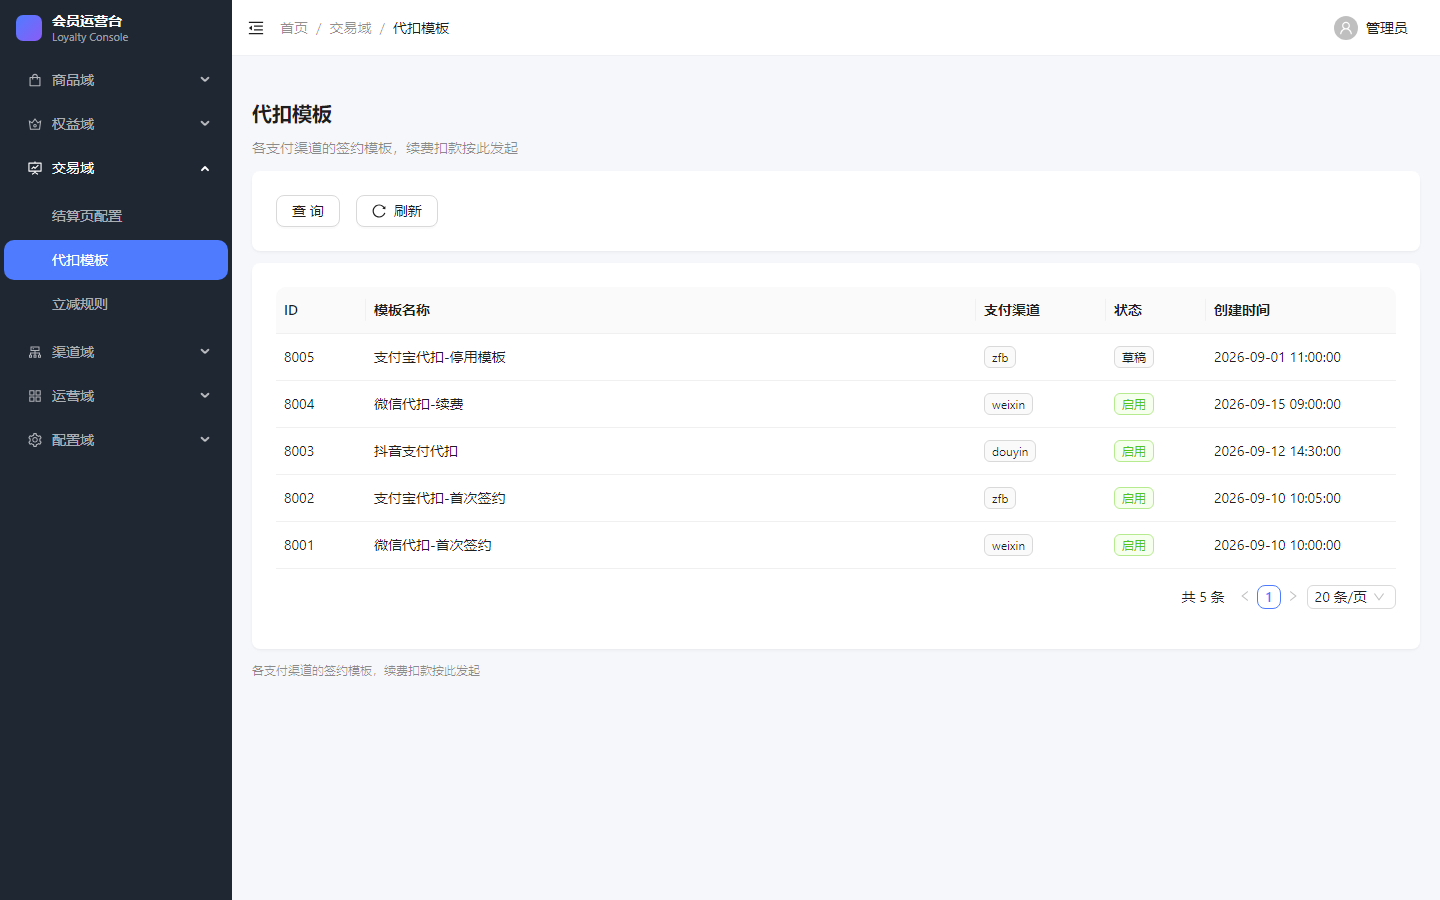 会员运营台
Loyalty Console
商品域
权益域
交易域
结算页配置
代扣模板
立减规则
渠道域
运营域
配置域
首页 / 交易域 / 代扣模板
管理员
代扣模板
各支付渠道的签约模板，续费扣款按此发起
查 询
刷新
ID 模板名称 支付渠道 状态 创建时间
8005 支付宝代扣-停用模板 zfb 草稿 2026-09-01 11:00:00
8004 微信代扣-续费 weixin 启用 2026-09-15 09:00:00
8003 抖音支付代扣 douyin 启用 2026-09-12 14:30:00
8002 支付宝代扣-首次签约 zfb 启用 2026-09-10 10:05:00
8001 微信代扣-首次签约 weixin 启用 2026-09-10 10:00:00
共 5 条 1 20 条/页
各支付渠道的签约模板，续费扣款按此发起